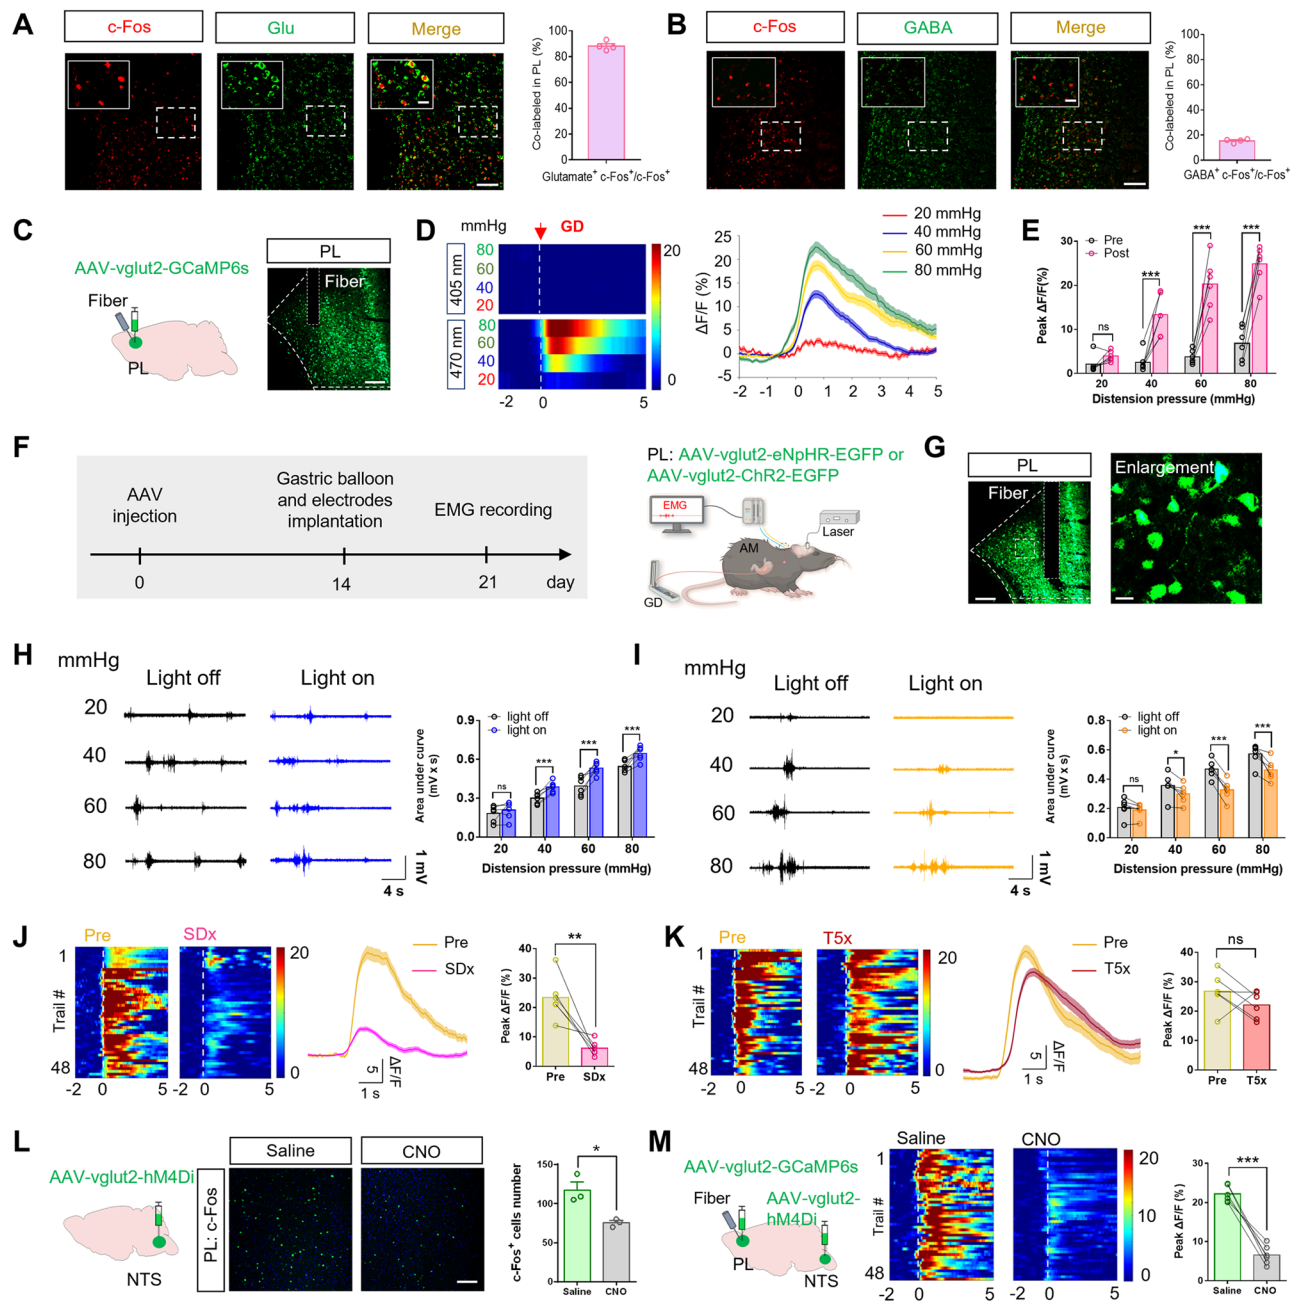 A
c-Fos
Glu
Merge
Co-labeled in PL (%)
100
80
60
40
20
0
Glutamate⁺ c-Fos⁺/c-Fos⁺
B
c-Fos
GABA
Merge
Co-labeled in PL (%)
100
80
60
40
20
0
GABA⁺ c-Fos⁺/c-Fos⁺
C
AAV-vglut2-GCaMP6s
Fiber
PL
PL
Fiber
D
mmHg
GD
405 nm
80
60
40
20
470 nm
80
60
40
20
-2
0
5
20
0
ΔF/F (%)
25
20
15
10
5
0
-5
-2 -1 0 1 2 3 4 5
20 mmHg
40 mmHg
60 mmHg
80 mmHg
E
Pre
Post
Peak ΔF/F(%)
30
20
10
0
ns
***
***
***
20 40 60 80
Distension pressure (mmHg)
F
AAV
injection
Gastric balloon
and electrodes
implantation
EMG recording
0
14
21
day
PL: AAV-vglut2-eNpHR-EGFP or
AAV-vglut2-ChR2-EGFP
EMG
AM
Laser
GD
G
PL
Fiber
Enlargement
H
mmHg
Light off
Light on
20
40
60
80
4 s
1 mV
Area under curve
(mV x s)
0.9
0.6
0.3
0.0
light off
light on
ns
***
***
***
20 40 60 80
Distension pressure (mmHg)
I
mmHg
Light off
Light on
20
40
60
80
4 s
1 mV
Area under curve
(mV x s)
0.8
0.6
0.4
0.2
0.0
light off
light on
ns
*
***
***
20 40 60 80
Distension pressure (mmHg)
J
Pre
SDx
1
Trail #
48
-2 0 5
-2 0 5
20
0
Pre
SDx
5
1 s
ΔF/F
Peak ΔF/F (%)
40
30
20
10
0
**
Pre
SDx
K
Pre
T5x
1
Trail #
48
-2 0 5
-2 0 5
20
0
Pre
T5x
5
1 s
ΔF/F
Peak ΔF/F (%)
40
30
20
10
0
ns
Pre
T5x
L
AAV-vglut2-hM4Di
NTS
PL: c-Fos
Saline
CNO
c-Fos⁺ cells number
150
100
50
0
*
Saline
CNO
M
AAV-vglut2-GCaMP6s
Fiber
AAV-vglut2-
hM4Di
PL
NTS
Saline
CNO
1
Trail #
48
-2 0 5
-2 0 5
20
10
0
Peak ΔF/F (%)
30
20
10
0
***
Saline
CNO